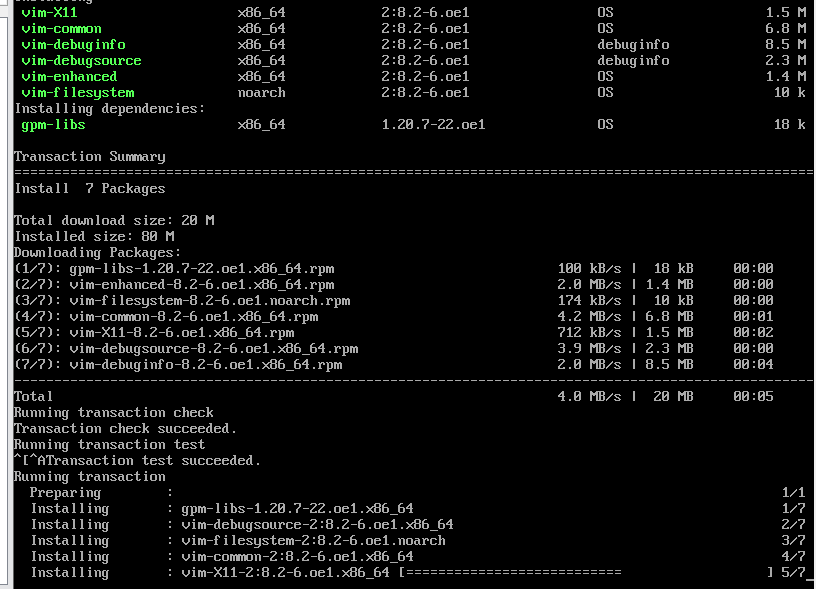 vim-X11 x86_64 2:8.2-6.oe1 OS 1.5 M
vim-common x86_64 2:8.2-6.oe1 OS 6.8 M
vim-debuginfo x86_64 2:8.2-6.oe1 debuginfo 8.5 M
vim-debugsource x86_64 2:8.2-6.oe1 debuginfo 2.3 M
vim-enhanced x86_64 2:8.2-6.oe1 OS 1.4 M
vim-filesystem noarch 2:8.2-6.oe1 OS 10 k
Installing dependencies:
gpm-libs x86_64 1.20.7-22.oe1 OS 18 k
Transaction Summary
================================================================================
Install  7 Packages
Total download size: 20 M
Installed size: 80 M
Downloading Packages:
(1/7): gpm-libs-1.20.7-22.oe1.x86_64.rpm 100 kB/s | 18 kB 00:00
(2/7): vim-enhanced-8.2-6.oe1.x86_64.rpm 2.0 MB/s | 1.4 MB 00:00
(3/7): vim-filesystem-8.2-6.oe1.noarch.rpm 174 kB/s | 10 kB 00:00
(4/7): vim-common-8.2-6.oe1.x86_64.rpm 4.2 MB/s | 6.8 MB 00:01
(5/7): vim-X11-8.2-6.oe1.x86_64.rpm 712 kB/s | 1.5 MB 00:02
(6/7): vim-debugsource-8.2-6.oe1.x86_64.rpm 3.9 MB/s | 2.3 MB 00:00
(7/7): vim-debuginfo-8.2-6.oe1.x86_64.rpm 2.0 MB/s | 8.5 MB 00:04
--------------------------------------------------------------------------------
Total 4.0 MB/s | 20 MB 00:05
Running transaction check
Transaction check succeeded.
Running transaction test
^[^ATransaction test succeeded.
Running transaction
Preparing : 1/1
Installing : gpm-libs-1.20.7-22.oe1.x86_64 1/7
Installing : vim-debugsource-2:8.2-6.oe1.x86_64 2/7
Installing : vim-filesystem-2:8.2-6.oe1.noarch 3/7
Installing : vim-common-2:8.2-6.oe1.x86_64 4/7
Installing : vim-X11-2:8.2-6.oe1.x86_64 [=========================== ] 5/7_